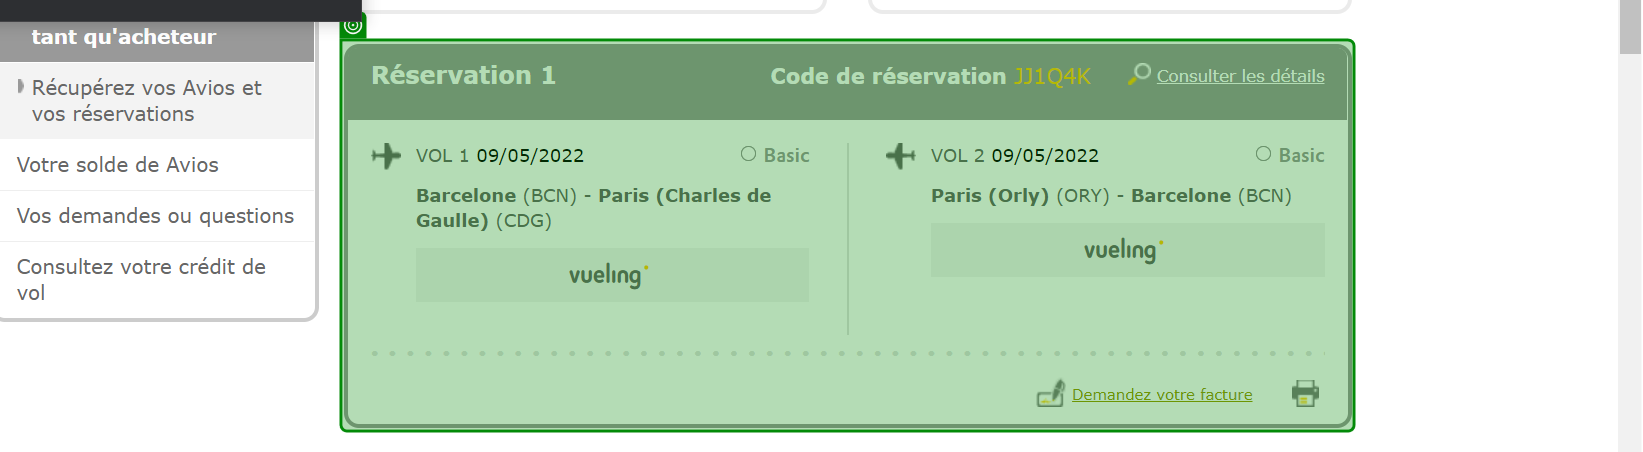 tant qu'acheteur
Récupérez vos Avios et
vos réservations
Votre solde de Avios
Vos demandes ou questions
Consultez votre crédit de
vol
Réservation 1
Code de réservation JJ1Q4K
Consulter les détails
VOL 1 09/05/2022
Basic
Barcelone (BCN) - Paris (Charles de
Gaulle) (CDG)
vueling
VOL 2 09/05/2022
Basic
Paris (Orly) (ORY) - Barcelone (BCN)
vueling
Demandez votre facture